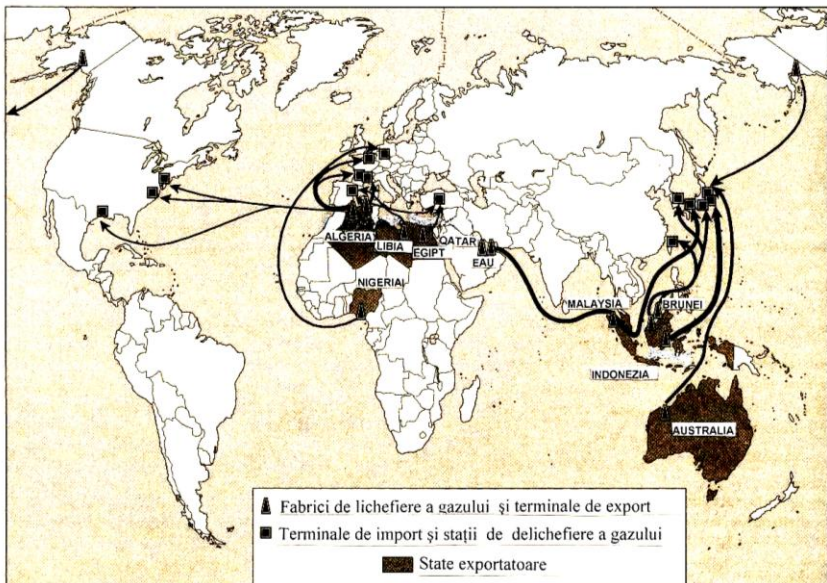 ALGERIA
LIBIA
EGIPT
QATAR
EAU
NIGERIA
MALAYSIA
BRUNEI
INDONEZIA
AUSTRALIA
Fabrici de lichefiere a gazului și terminale de export
Terminale de import și stații de delichefiere a gazului
State exportatoare